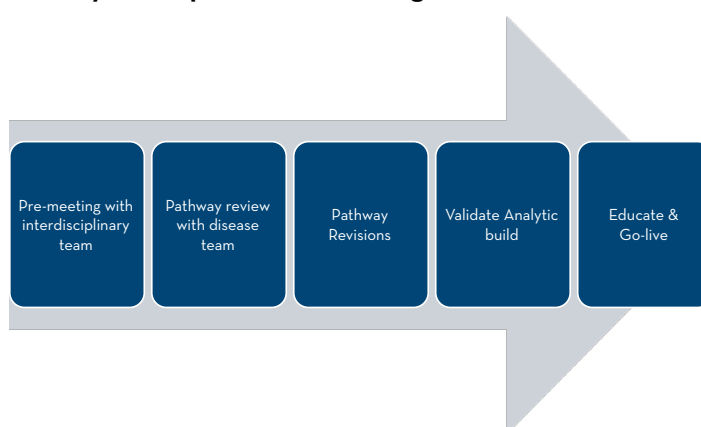 Pre-meeting with
interdisciplinary
team
Pathway review
with disease
team
Pathway
Revisions
Validate Analytic
build
Educate &
Go-live